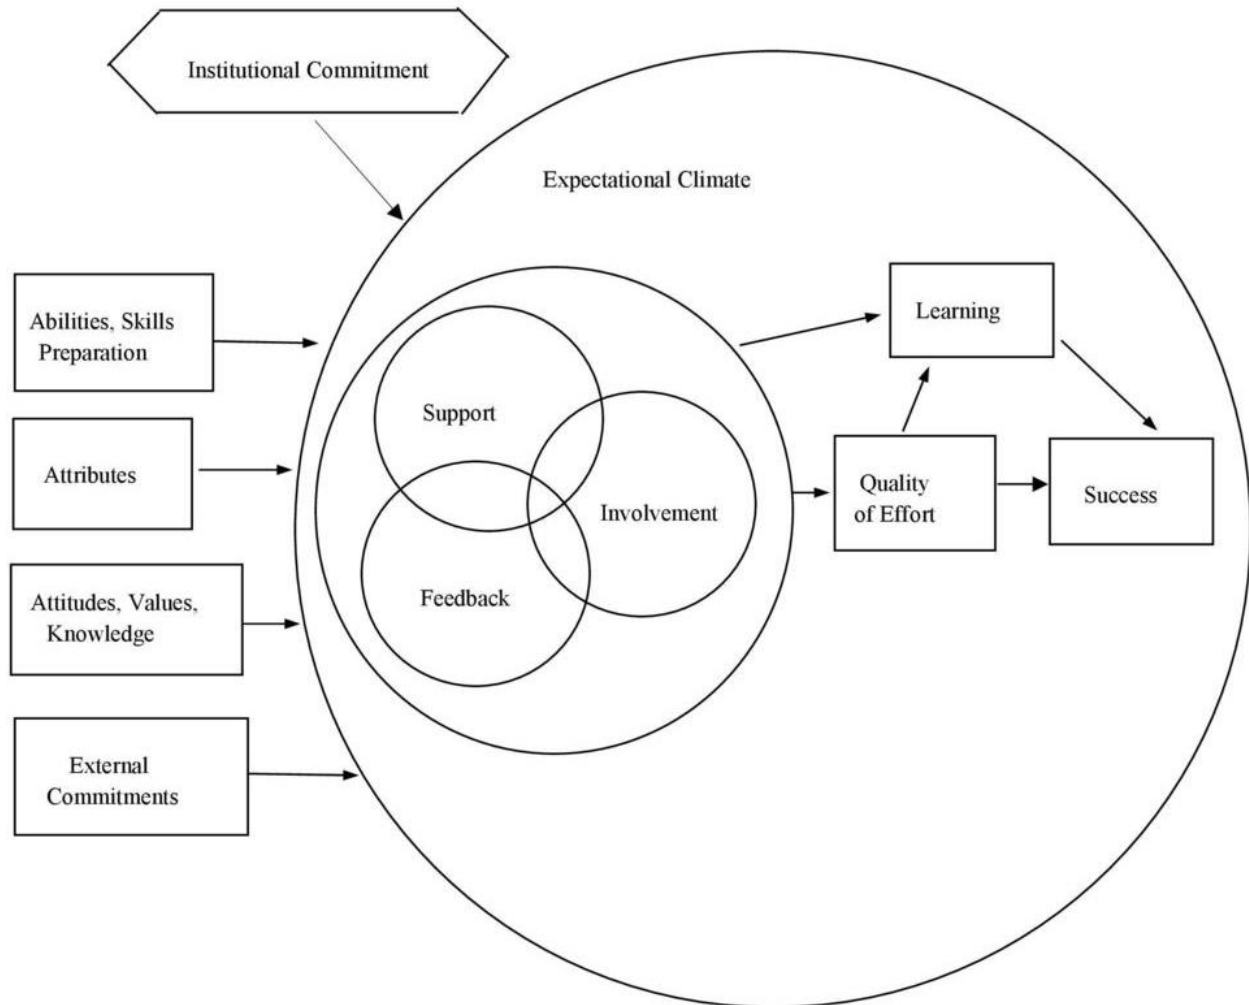 Institutional Commitment
Expectational Climate
Abilities, Skills
Preparation
Attributes
Attitudes, Values,
Knowledge
External
Commitments
Support
Involvement
Feedback
Learning
Quality
of Effort
Success